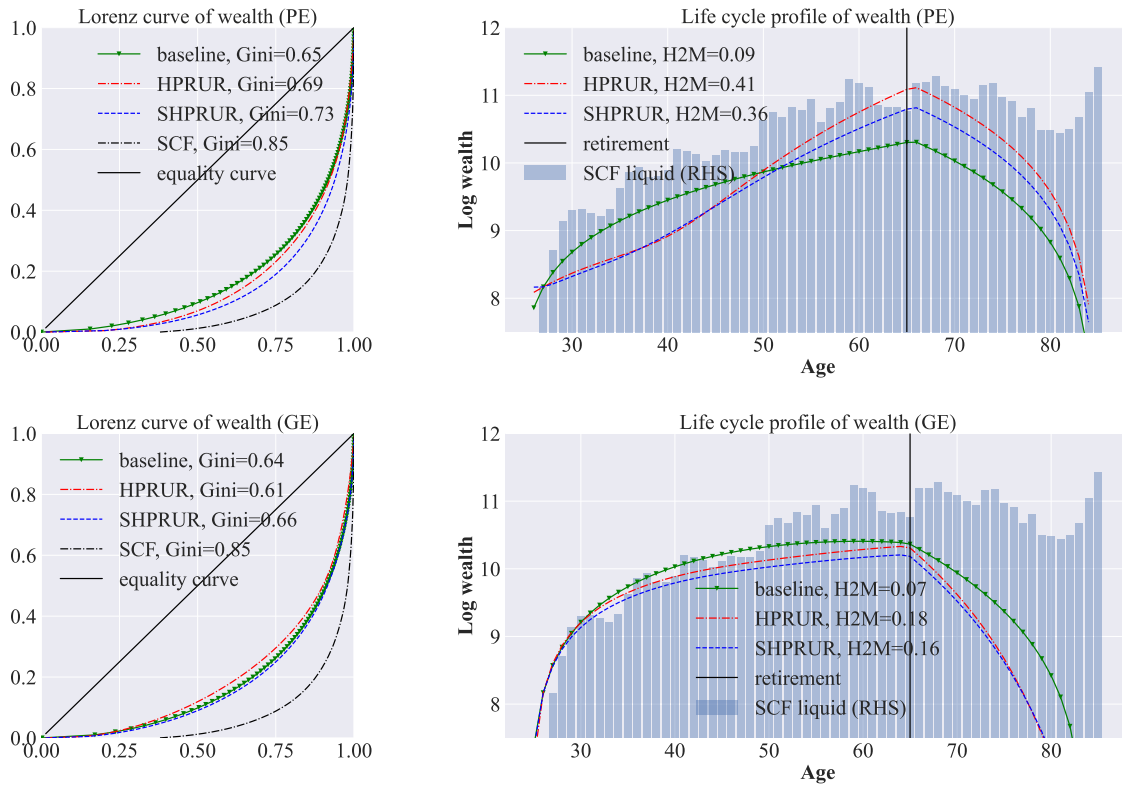 Lorenz curve of wealth (PE)
1.0
0.8
0.6
0.4
0.2
0.0
baseline, Gini=0.65
HPRUR, Gini=0.69
SHPRUR, Gini=0.73
SCF, Gini=0.85
equality curve
0.00 0.25 0.50 0.75 1.00
Life cycle profile of wealth (PE)
Log wealth
12
11
10
9
8
baseline, H2M=0.09
HPRUR, H2M=0.41
SHPRUR, H2M=0.36
retirement
SCF liquid (RHS)
30 40 50 60 70 80
Age
Lorenz curve of wealth (GE)
1.0
0.8
0.6
0.4
0.2
0.0
baseline, Gini=0.64
HPRUR, Gini=0.61
SHPRUR, Gini=0.66
SCF, Gini=0.85
equality curve
0.00 0.25 0.50 0.75 1.00
Life cycle profile of wealth (GE)
Log wealth
12
11
10
9
8
baseline, H2M=0.07
HPRUR, H2M=0.18
SHPRUR, H2M=0.16
retirement
SCF liquid (RHS)
30 40 50 60 70 80
Age